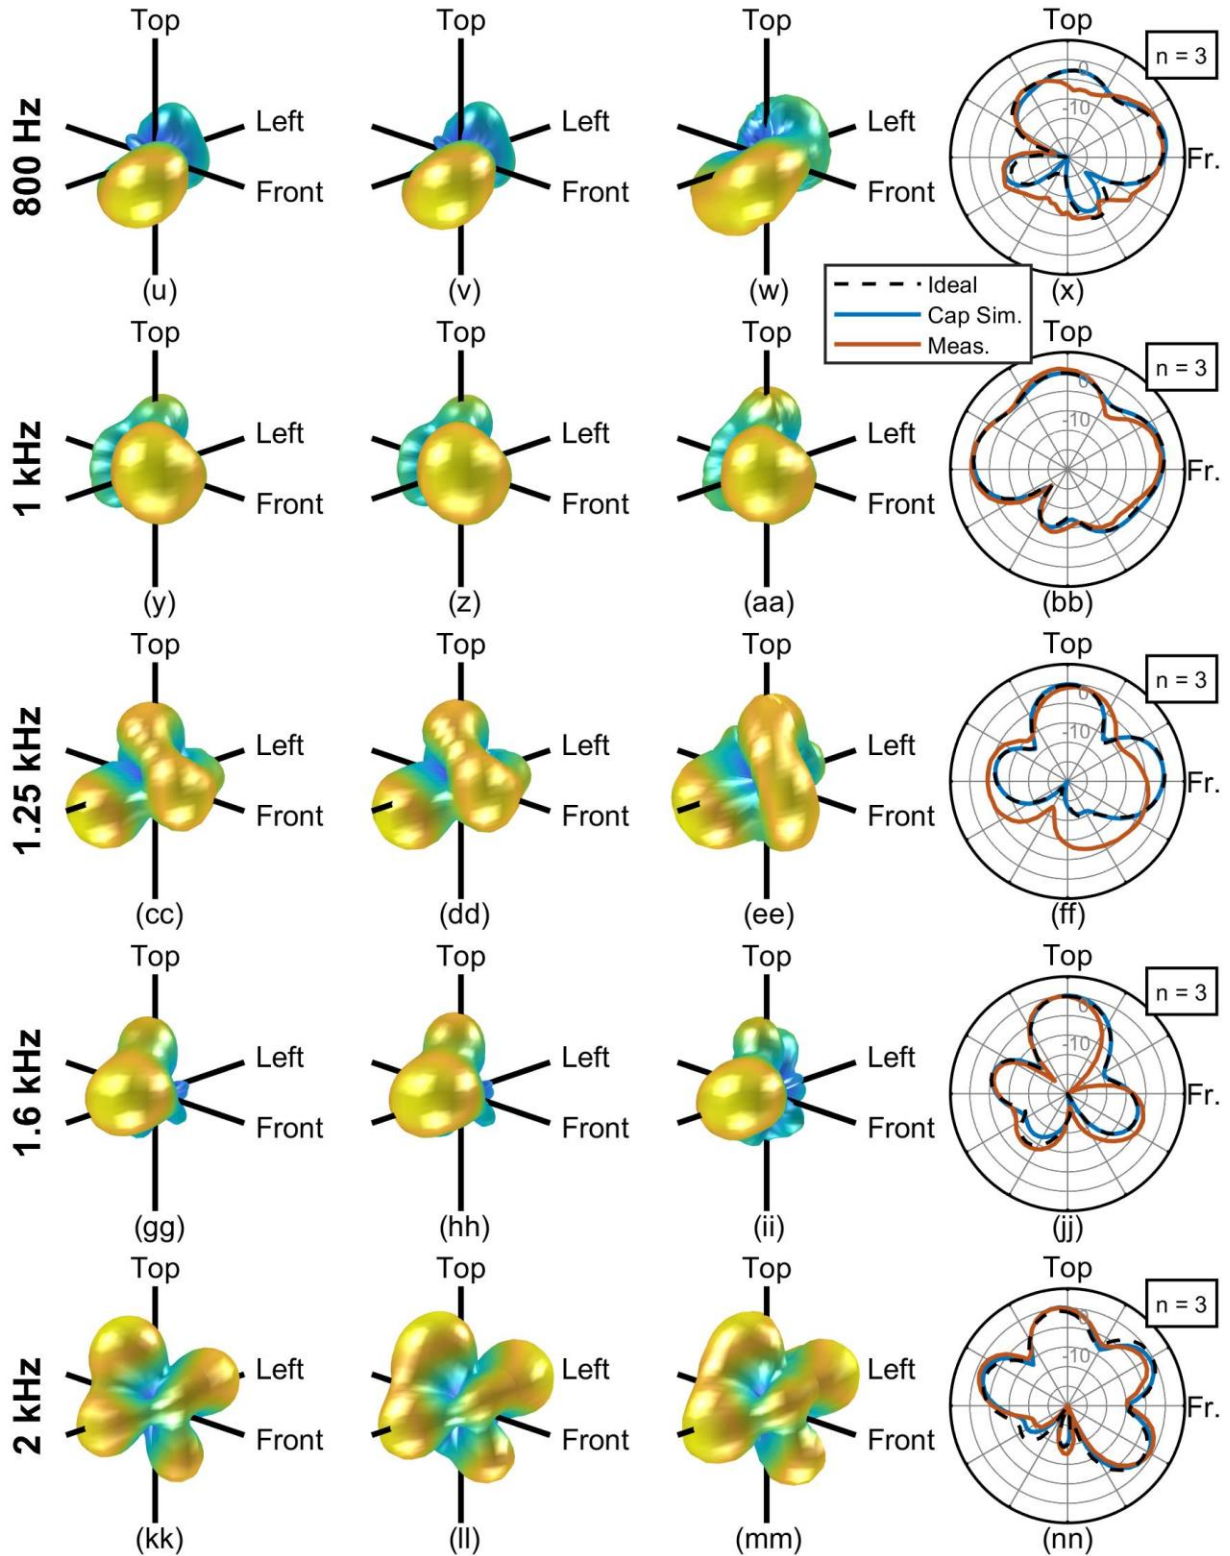 Top Top Top Top
n = 3
0
-10
800 Hz
Left Left Left
Front Front Front
Fr.
(u) (v) (w) (x)
Ideal
Cap Sim.
Meas.
Top Top Top Top
n = 3
0
-10
1 kHz
Left Left Left
Front Front Front
Fr.
(y) (z) (aa) (bb)
Top Top Top Top
n = 3
0
-10
1.25 kHz
Left Left Left
Front Front Front
Fr.
(cc) (dd) (ee) (ff)
Top Top Top Top
n = 3
0
-10
1.6 kHz
Left Left Left
Front Front Front
Fr.
(gg) (hh) (ii) (jj)
Top Top Top Top
n = 3
0
-10
2 kHz
Left Left Left
Front Front Front
Fr.
(kk) (ll) (mm) (nn)